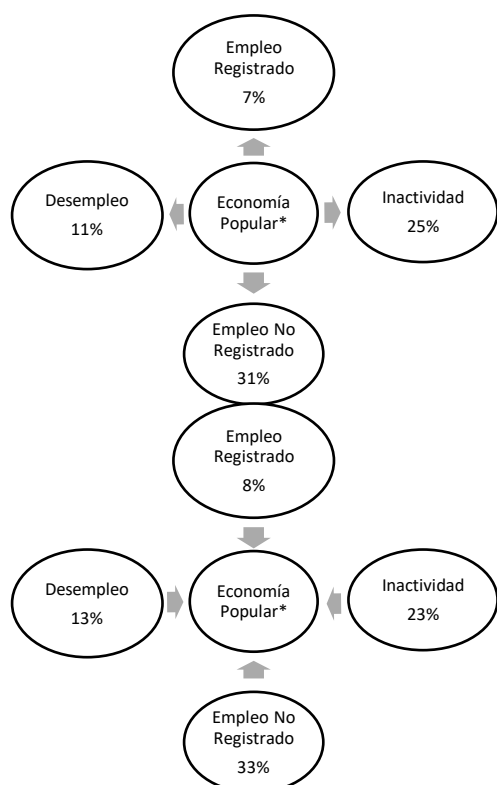 Empleo
Registrado
7%
Desempleo
11%
Economía
Popular*
Inactividad
25%
Empleo No
Registrado
31%
Empleo
Registrado
8%
Desempleo
13%
Economía
Popular*
Inactividad
23%
Empleo No
Registrado
33%